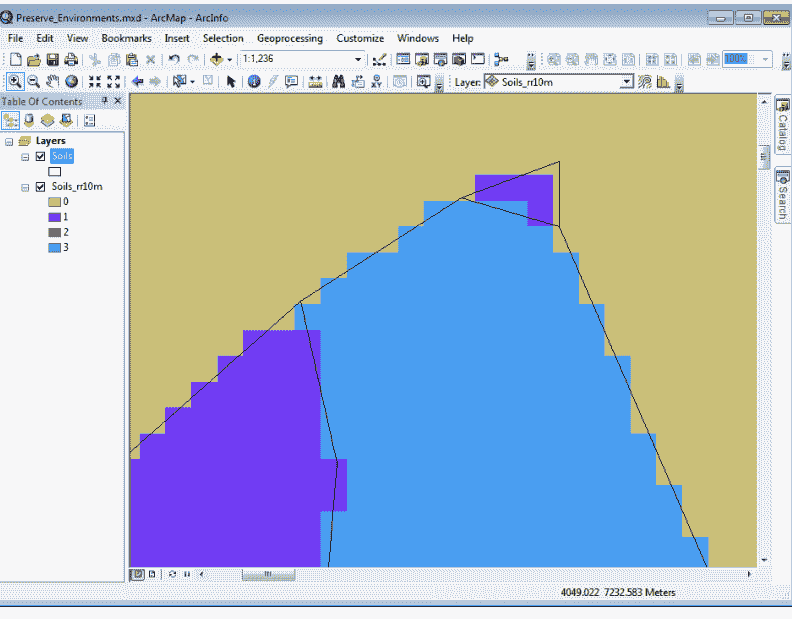 Preserve_Environments.mxd - ArcMap - ArcInfo
File Edit View Bookmarks Insert Selection Geoprocessing Customize Windows Help
1:1,236
100%
Layer: Soils_rr10m
Table Of Contents
Layers
Soils
Soils_rr10m
0
1
2
3
Catalog
Search
4049.022 7232.583 Meters